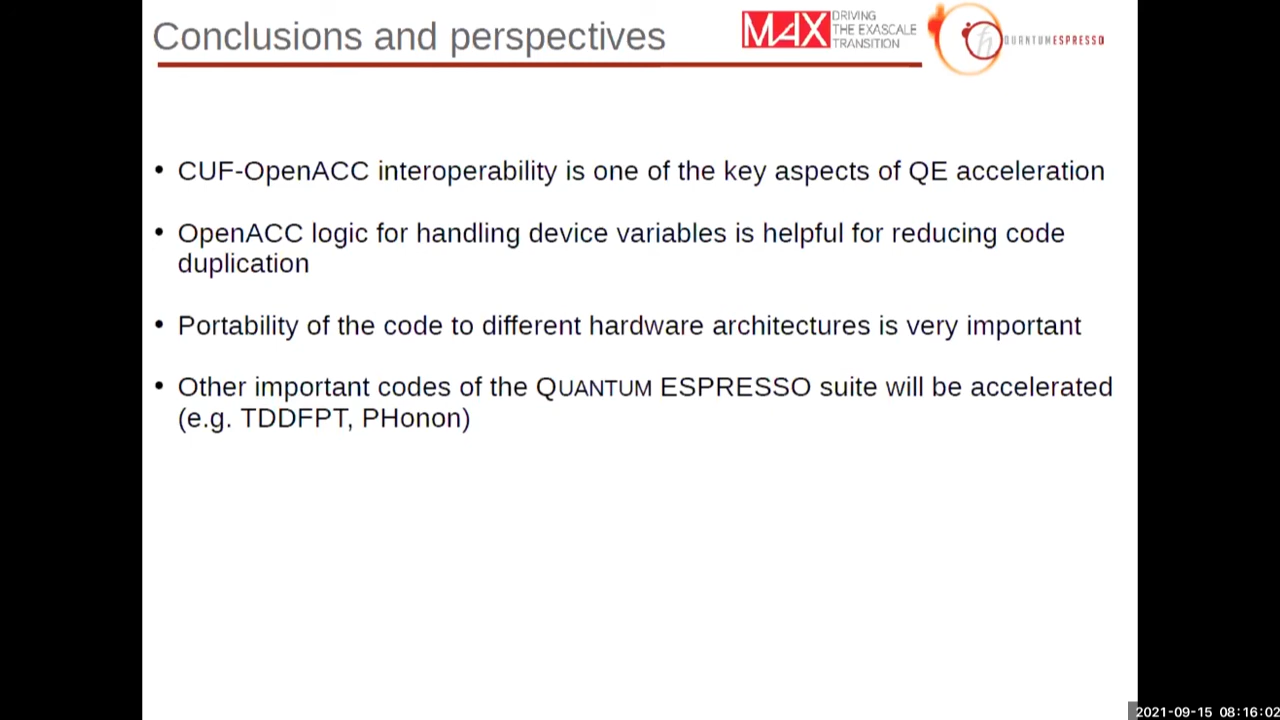 Conclusions and perspectives
MAX
DRIVING
THE EXASCALE
TRANSITION
QUANTUMESPRESSO
• CUF-OpenACC interoperability is one of the key aspects of QE acceleration
• OpenACC logic for handling device variables is helpful for reducing code
duplication
• Portability of the code to different hardware architectures is very important
• Other important codes of the QUANTUM ESPRESSO suite will be accelerated
(e.g. TDDFPT, PHonon)
2021-09-15 08:16:02